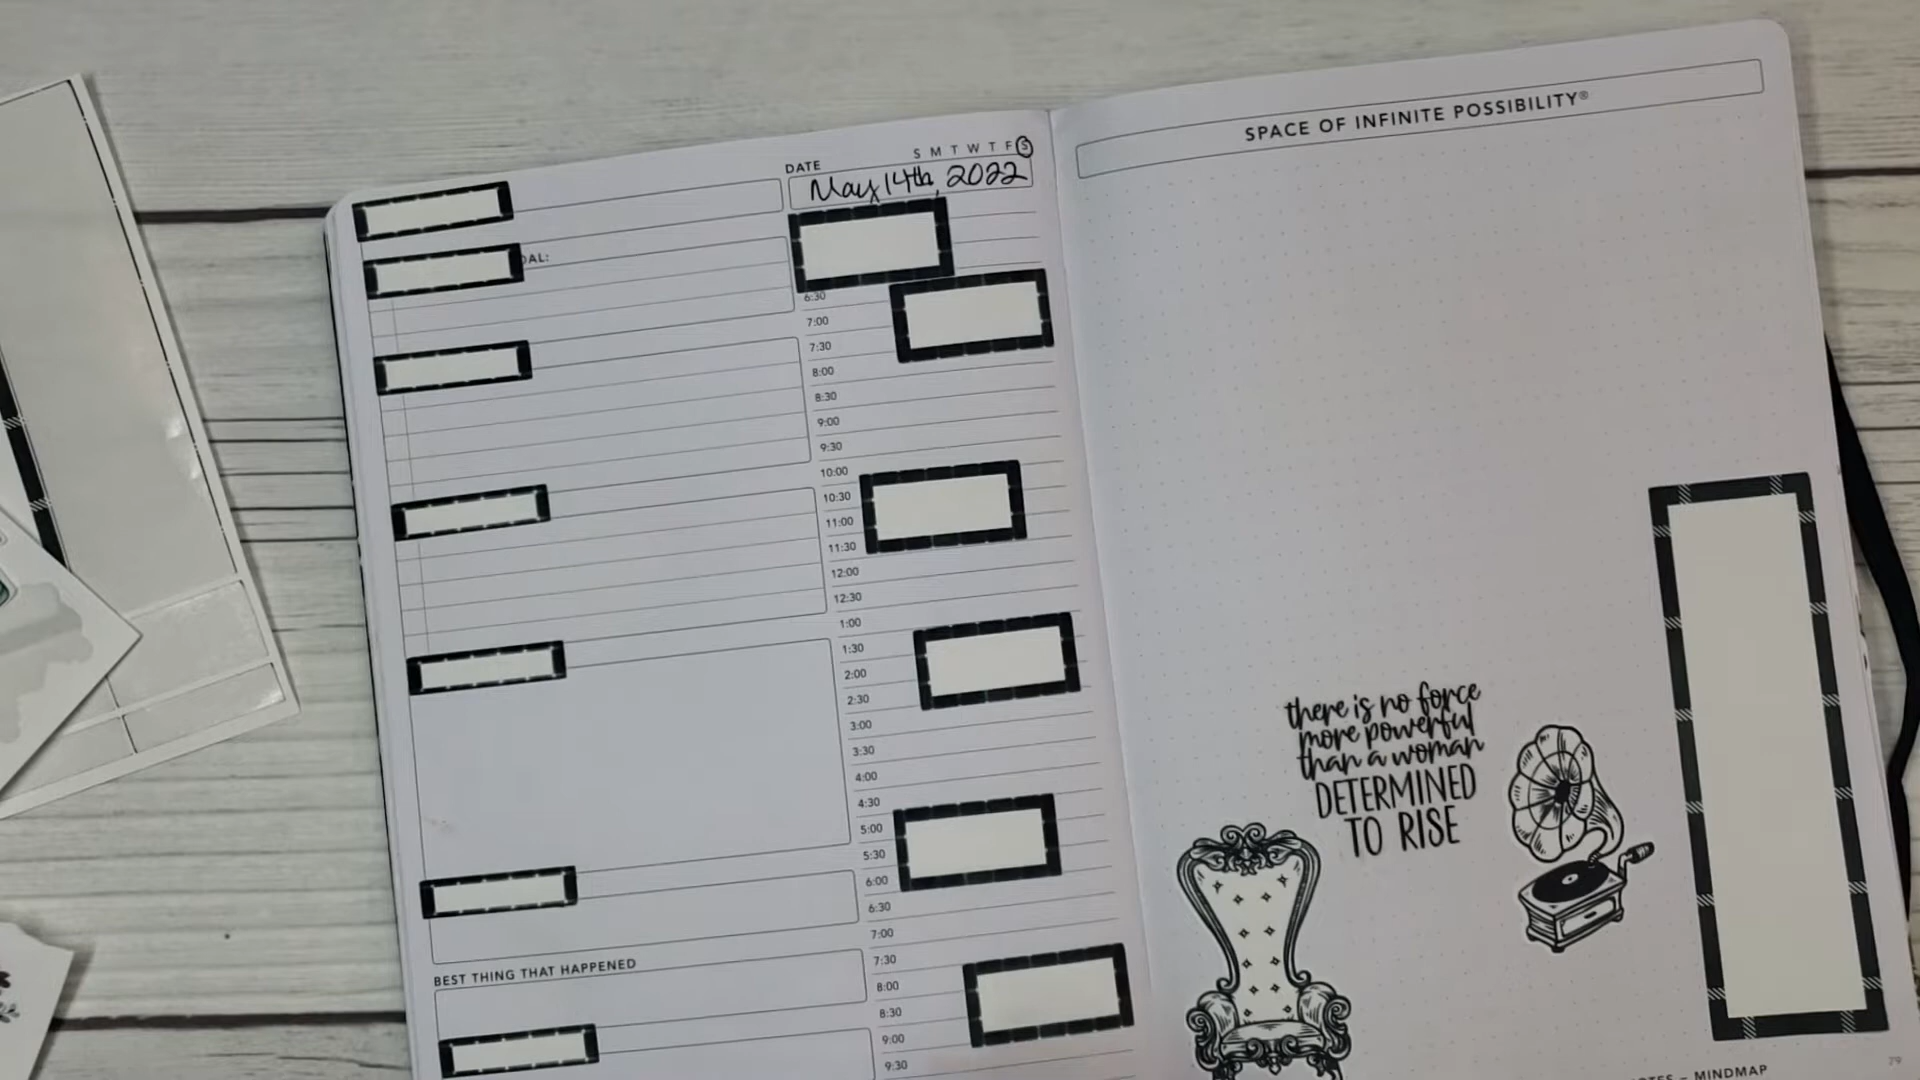 DATE
S M T W T F S
May 14th, 2022
6:30
7:00
7:30
8:00
8:30
9:00
9:30
10:00
10:30
11:00
11:30
12:00
12:30
1:00
1:30
2:00
2:30
3:00
3:30
4:00
4:30
5:00
5:30
6:00
6:30
7:00
7:30
8:00
8:30
9:00
9:30
BEST THING THAT HAPPENED
SPACE OF INFINITE POSSIBILITY®
there is no force
more powerful
than a woman
DETERMINED
TO RISE
– MINDMAP
79